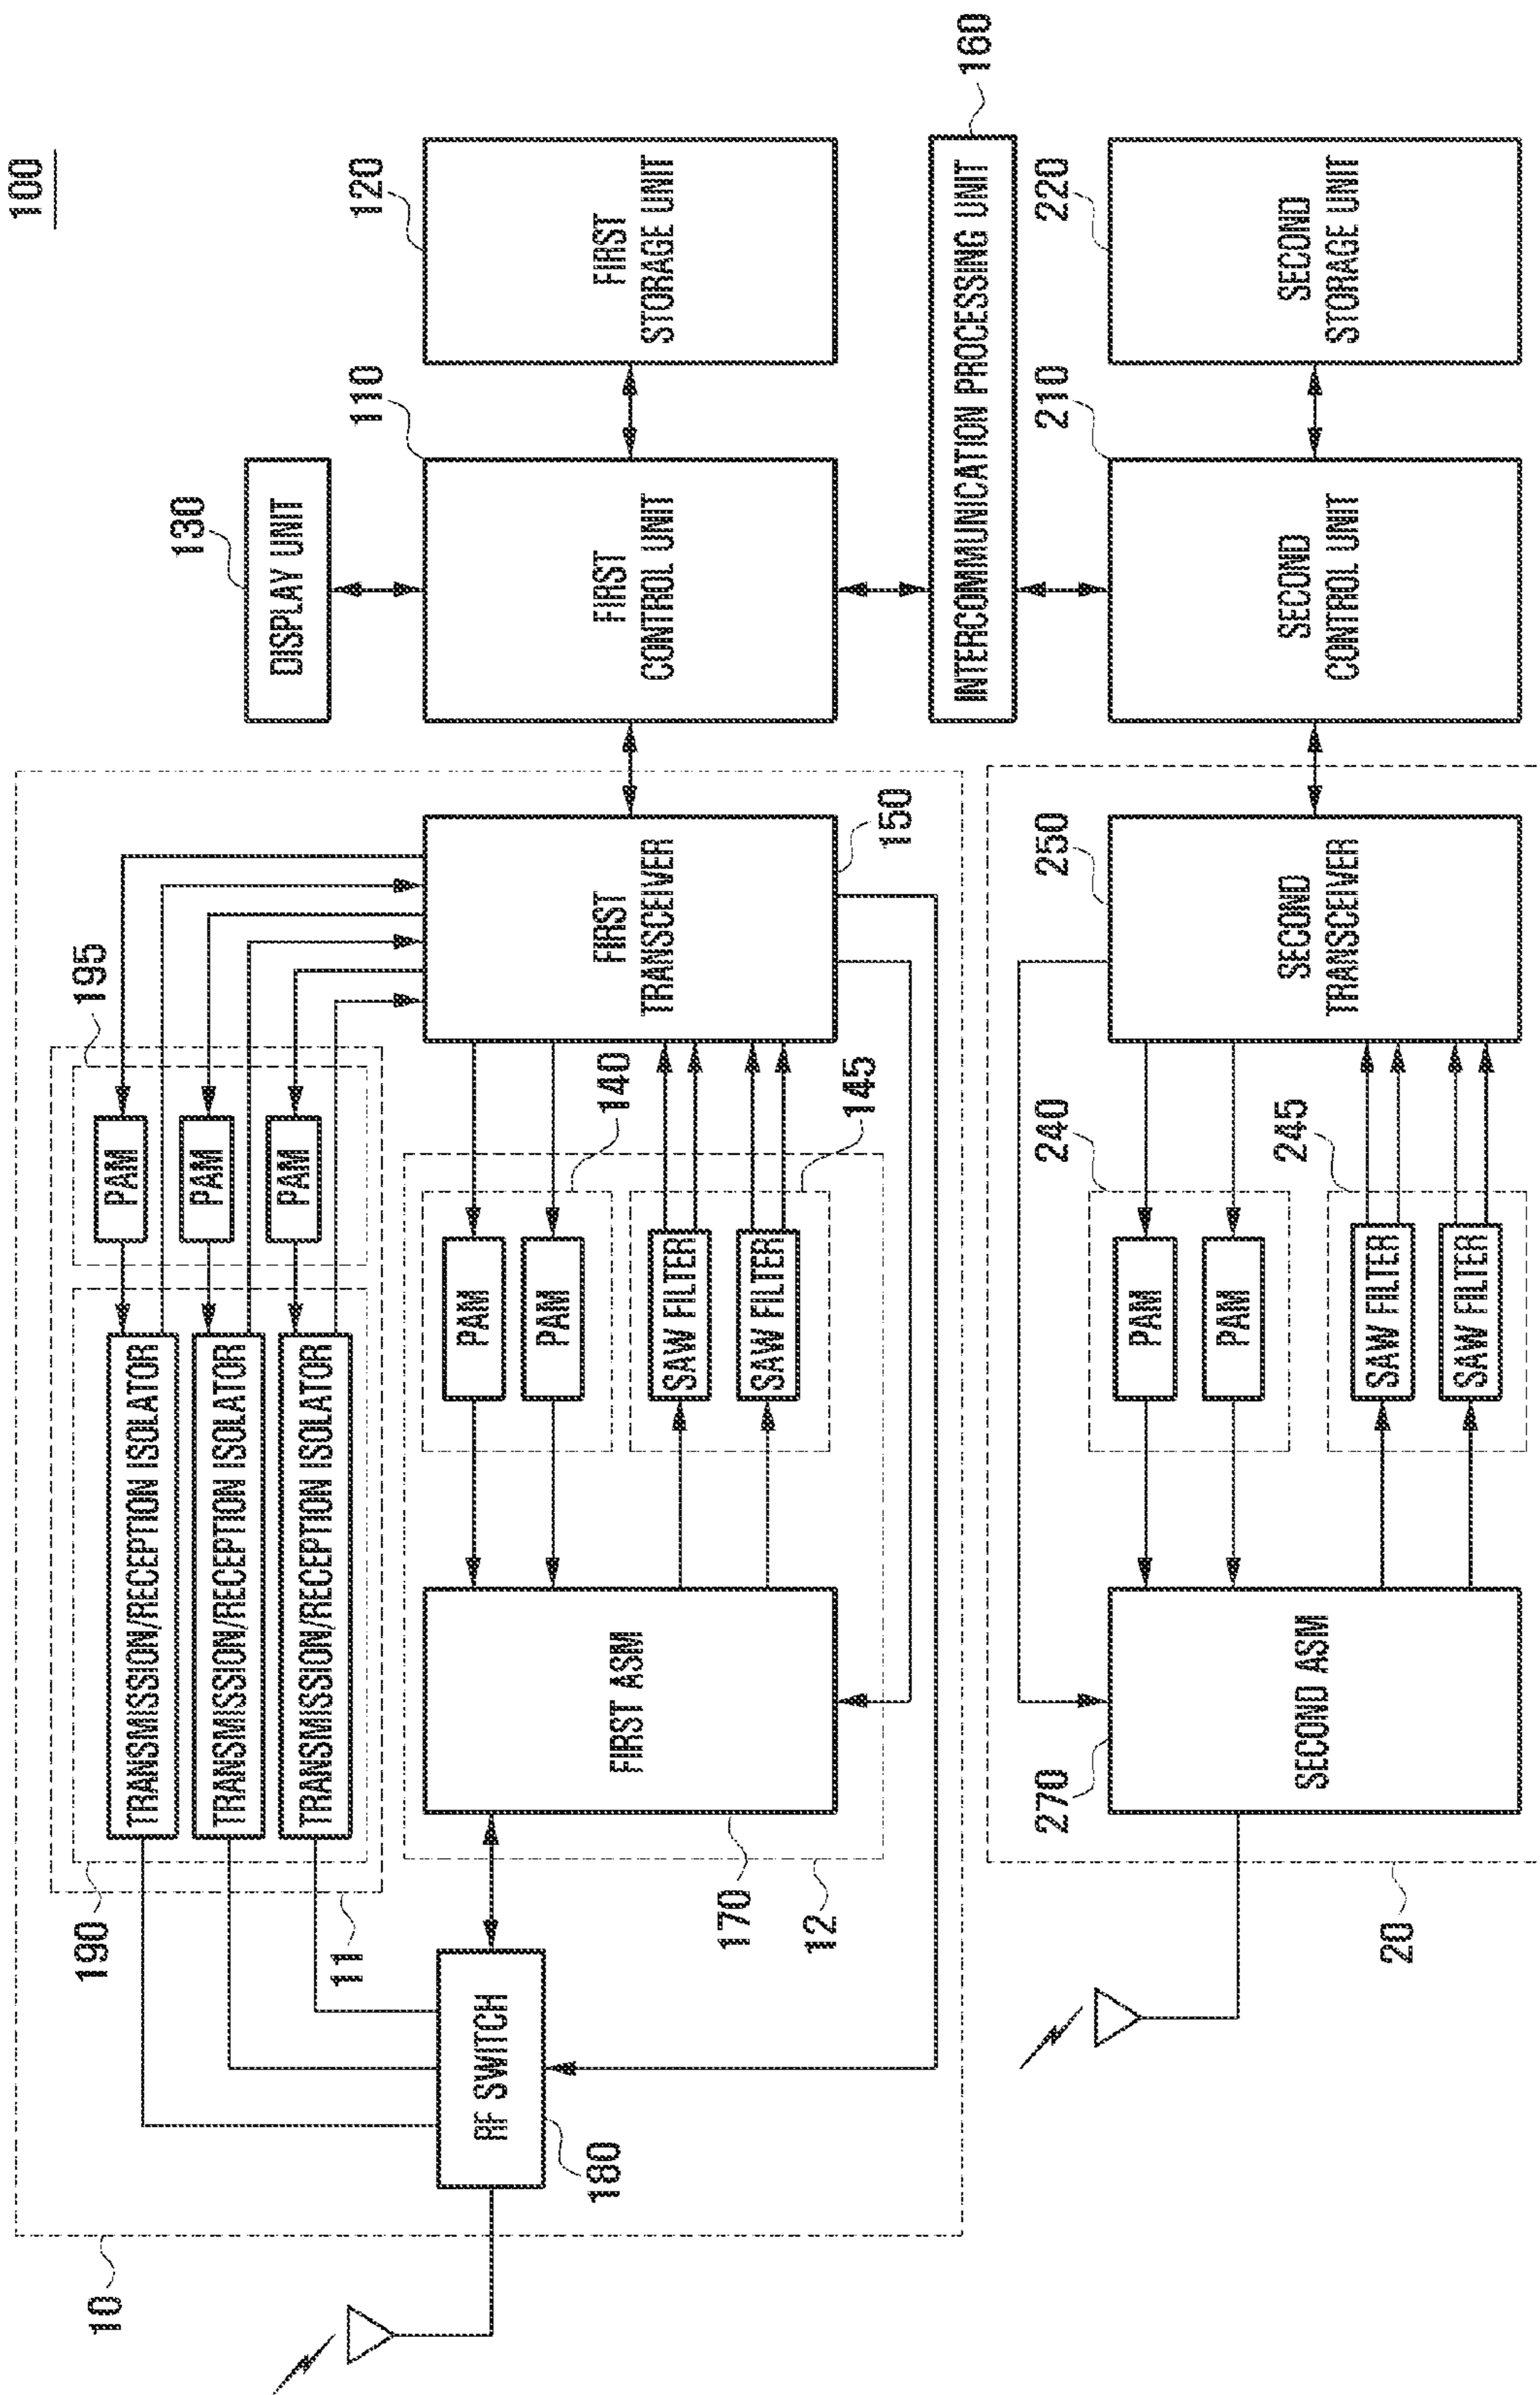 100
10
190
195
130
120
TRANSMISSION/RECEPTION ISOLATOR
PAM
TRANSMISSION/RECEPTION ISOLATOR
PAM
TRANSMISSION/RECEPTION ISOLATOR
PAM
DISPLAY UNIT
11
110
RF SWITCH
180
FIRST ASM
170
12
PAM
PAM
140
SAW FILTER
SAW FILTER
145
FIRST
TRANSCEIVER
150
FIRST
CONTROL UNIT
FIRST
STORAGE UNIT
INTERCOMMUNICATION PROCESSING UNIT
160
270
240
245
250
210
220
SECOND ASM
PAM
PAM
SAW FILTER
SAW FILTER
SECOND
TRANSCEIVER
SECOND
CONTROL UNIT
SECOND
STORAGE UNIT
20